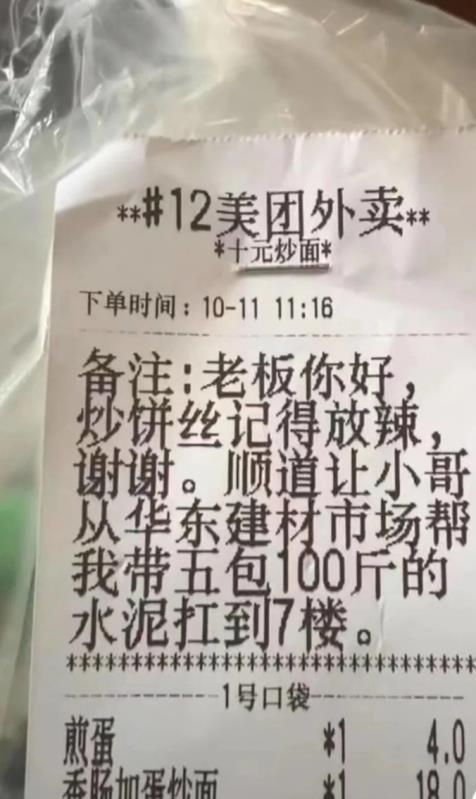 **#12美团外卖**
*十元炒面*
下单时间：10-11 11:16
备注:老板你好，
炒饼丝记得放辣，
谢谢。顺道让小哥
从华东建材市场帮
我带五包100斤的
水泥扛到7楼。
********************************
1号口袋
煎蛋 *1 4.0
香肠加蛋炒面 *1 18.0